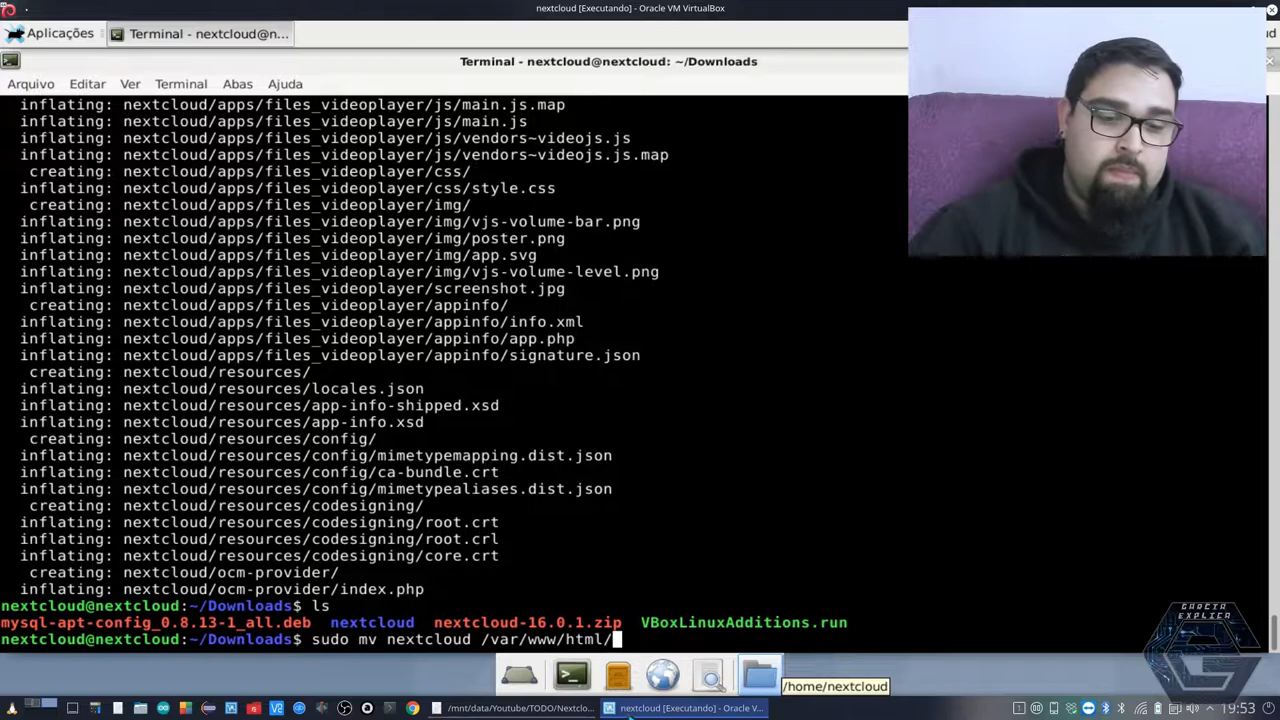 nextcloud [Executando] - Oracle VM VirtualBox
Aplicações
Terminal - nextcloud@n...
Terminal - nextcloud@nextcloud: ~/Downloads
Arquivo Editar Ver Terminal Abas Ajuda
inflating: nextcloud/apps/files_videoplayer/js/main.js.map
inflating: nextcloud/apps/files_videoplayer/js/main.js
inflating: nextcloud/apps/files_videoplayer/js/vendors~videojs.js
inflating: nextcloud/apps/files_videoplayer/js/vendors~videojs.js.map
creating: nextcloud/apps/files_videoplayer/css/
inflating: nextcloud/apps/files_videoplayer/css/style.css
creating: nextcloud/apps/files_videoplayer/img/
inflating: nextcloud/apps/files_videoplayer/img/vjs-volume-bar.png
inflating: nextcloud/apps/files_videoplayer/img/poster.png
inflating: nextcloud/apps/files_videoplayer/img/app.svg
inflating: nextcloud/apps/files_videoplayer/img/vjs-volume-level.png
inflating: nextcloud/apps/files_videoplayer/screenshot.jpg
creating: nextcloud/apps/files_videoplayer/appinfo/
inflating: nextcloud/apps/files_videoplayer/appinfo/info.xml
inflating: nextcloud/apps/files_videoplayer/appinfo/app.php
inflating: nextcloud/apps/files_videoplayer/appinfo/signature.json
creating: nextcloud/resources/
inflating: nextcloud/resources/locales.json
inflating: nextcloud/resources/app-info-shipped.xsd
inflating: nextcloud/resources/app-info.xsd
creating: nextcloud/resources/config/
inflating: nextcloud/resources/config/mimetypemapping.dist.json
inflating: nextcloud/resources/config/ca-bundle.crt
inflating: nextcloud/resources/config/mimetypealiases.dist.json
creating: nextcloud/resources/codesigning/
inflating: nextcloud/resources/codesigning/root.crt
inflating: nextcloud/resources/codesigning/root.crl
inflating: nextcloud/resources/codesigning/core.crt
creating: nextcloud/ocm-provider/
inflating: nextcloud/ocm-provider/index.php
nextcloud@nextcloud:~/Downloads$ ls
mysql-apt-config_0.8.13-1_all.deb nextcloud nextcloud-16.0.1.zip VBoxLinuxAdditions.run
nextcloud@nextcloud:~/Downloads$ sudo mv nextcloud /var/www/html/
GARCIA
EXPLICA
/home/nextcloud
/mnt/data/Youtube/TODO/Nextclo...
nextcloud [Executando] - Oracle V...
19:53